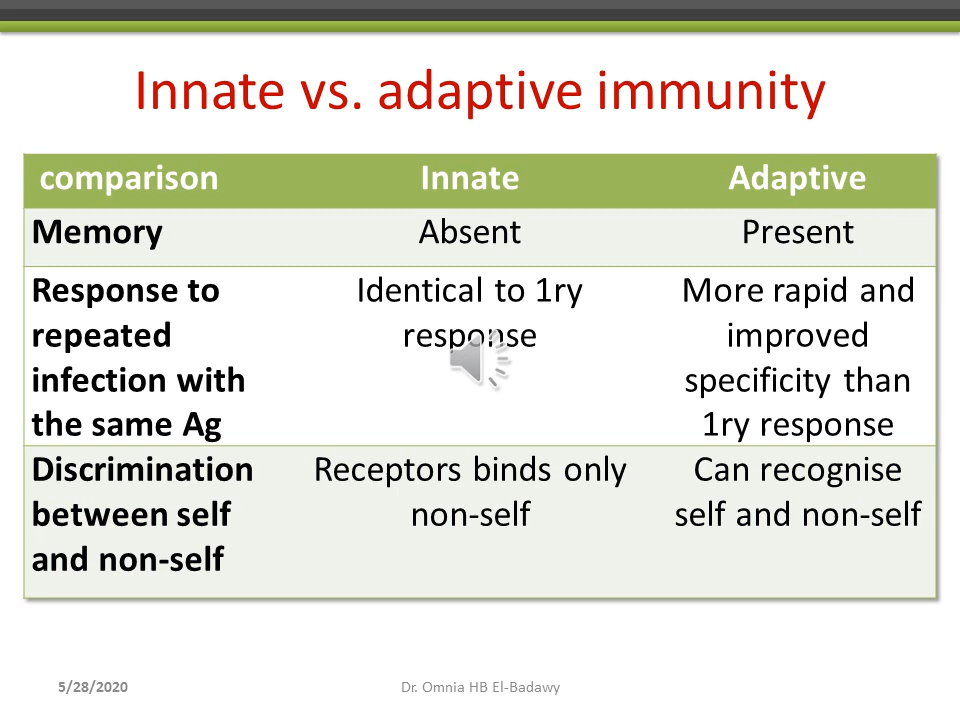 Innate vs. adaptive immunity
comparison Innate Adaptive
Memory Absent Present
Response to Identical to 1ry More rapid and
repeated response improved
infection with specificity than
the same Ag 1ry response
Discrimination Receptors binds only Can recognise
between self non-self self and non-self
and non-self
5/28/2020 Dr. Omnia HB El-Badawy